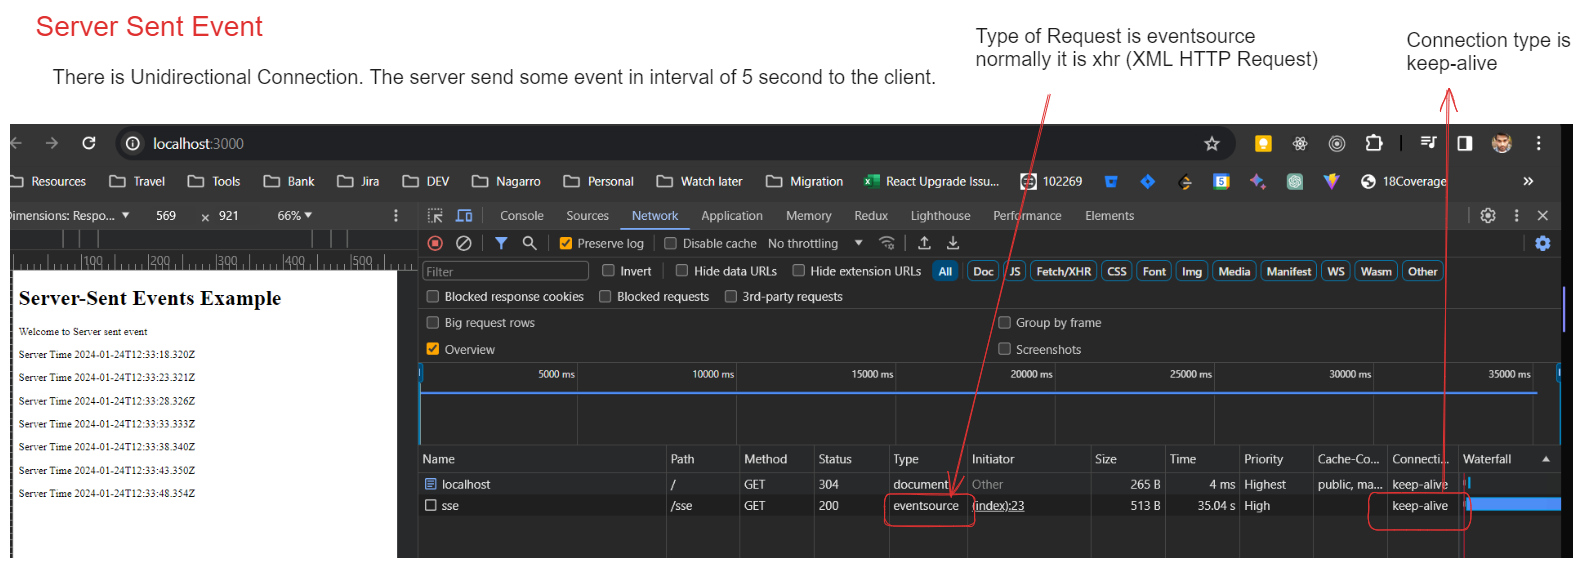 Server Sent Event
There is Unidirectional Connection. The server send some event in interval of 5 second to the client.
Type of Request is eventsource
normally it is xhr (XML HTTP Request)
Connection type is
keep-alive
localhost:3000
Resources Travel Tools Bank Jira DEV Nagarro Personal Watch later Migration React Upgrade Issu... 102269 18Coverage »
Dimensions: Respo... 569 × 921 66%
Console Sources Network Application Memory Redux Lighthouse Performance Elements
Preserve log Disable cache No throttling
100 200 300 400 500
Filter Invert Hide data URLs Hide extension URLs All Doc JS Fetch/XHR CSS Font Img Media Manifest WS Wasm Other
Blocked response cookies Blocked requests 3rd-party requests
Big request rows Group by frame
Overview Screenshots
5000 ms 10000 ms 15000 ms 20000 ms 25000 ms 30000 ms 35000 ms
Server-Sent Events Example
Welcome to Server sent event
Server Time 2024-01-24T12:33:18.320Z
Server Time 2024-01-24T12:33:23.321Z
Server Time 2024-01-24T12:33:28.326Z
Server Time 2024-01-24T12:33:33.333Z
Server Time 2024-01-24T12:33:38.340Z
Server Time 2024-01-24T12:33:43.350Z
Server Time 2024-01-24T12:33:48.354Z
Name Path Method Status Type Initiator Size Time Priority Cache-Co... Connecti... Waterfall
localhost / GET 304 document Other 265 B 4 ms Highest public, ma... keep-alive
sse /sse GET 200 eventsource (index):23 513 B 35.04 s High keep-alive